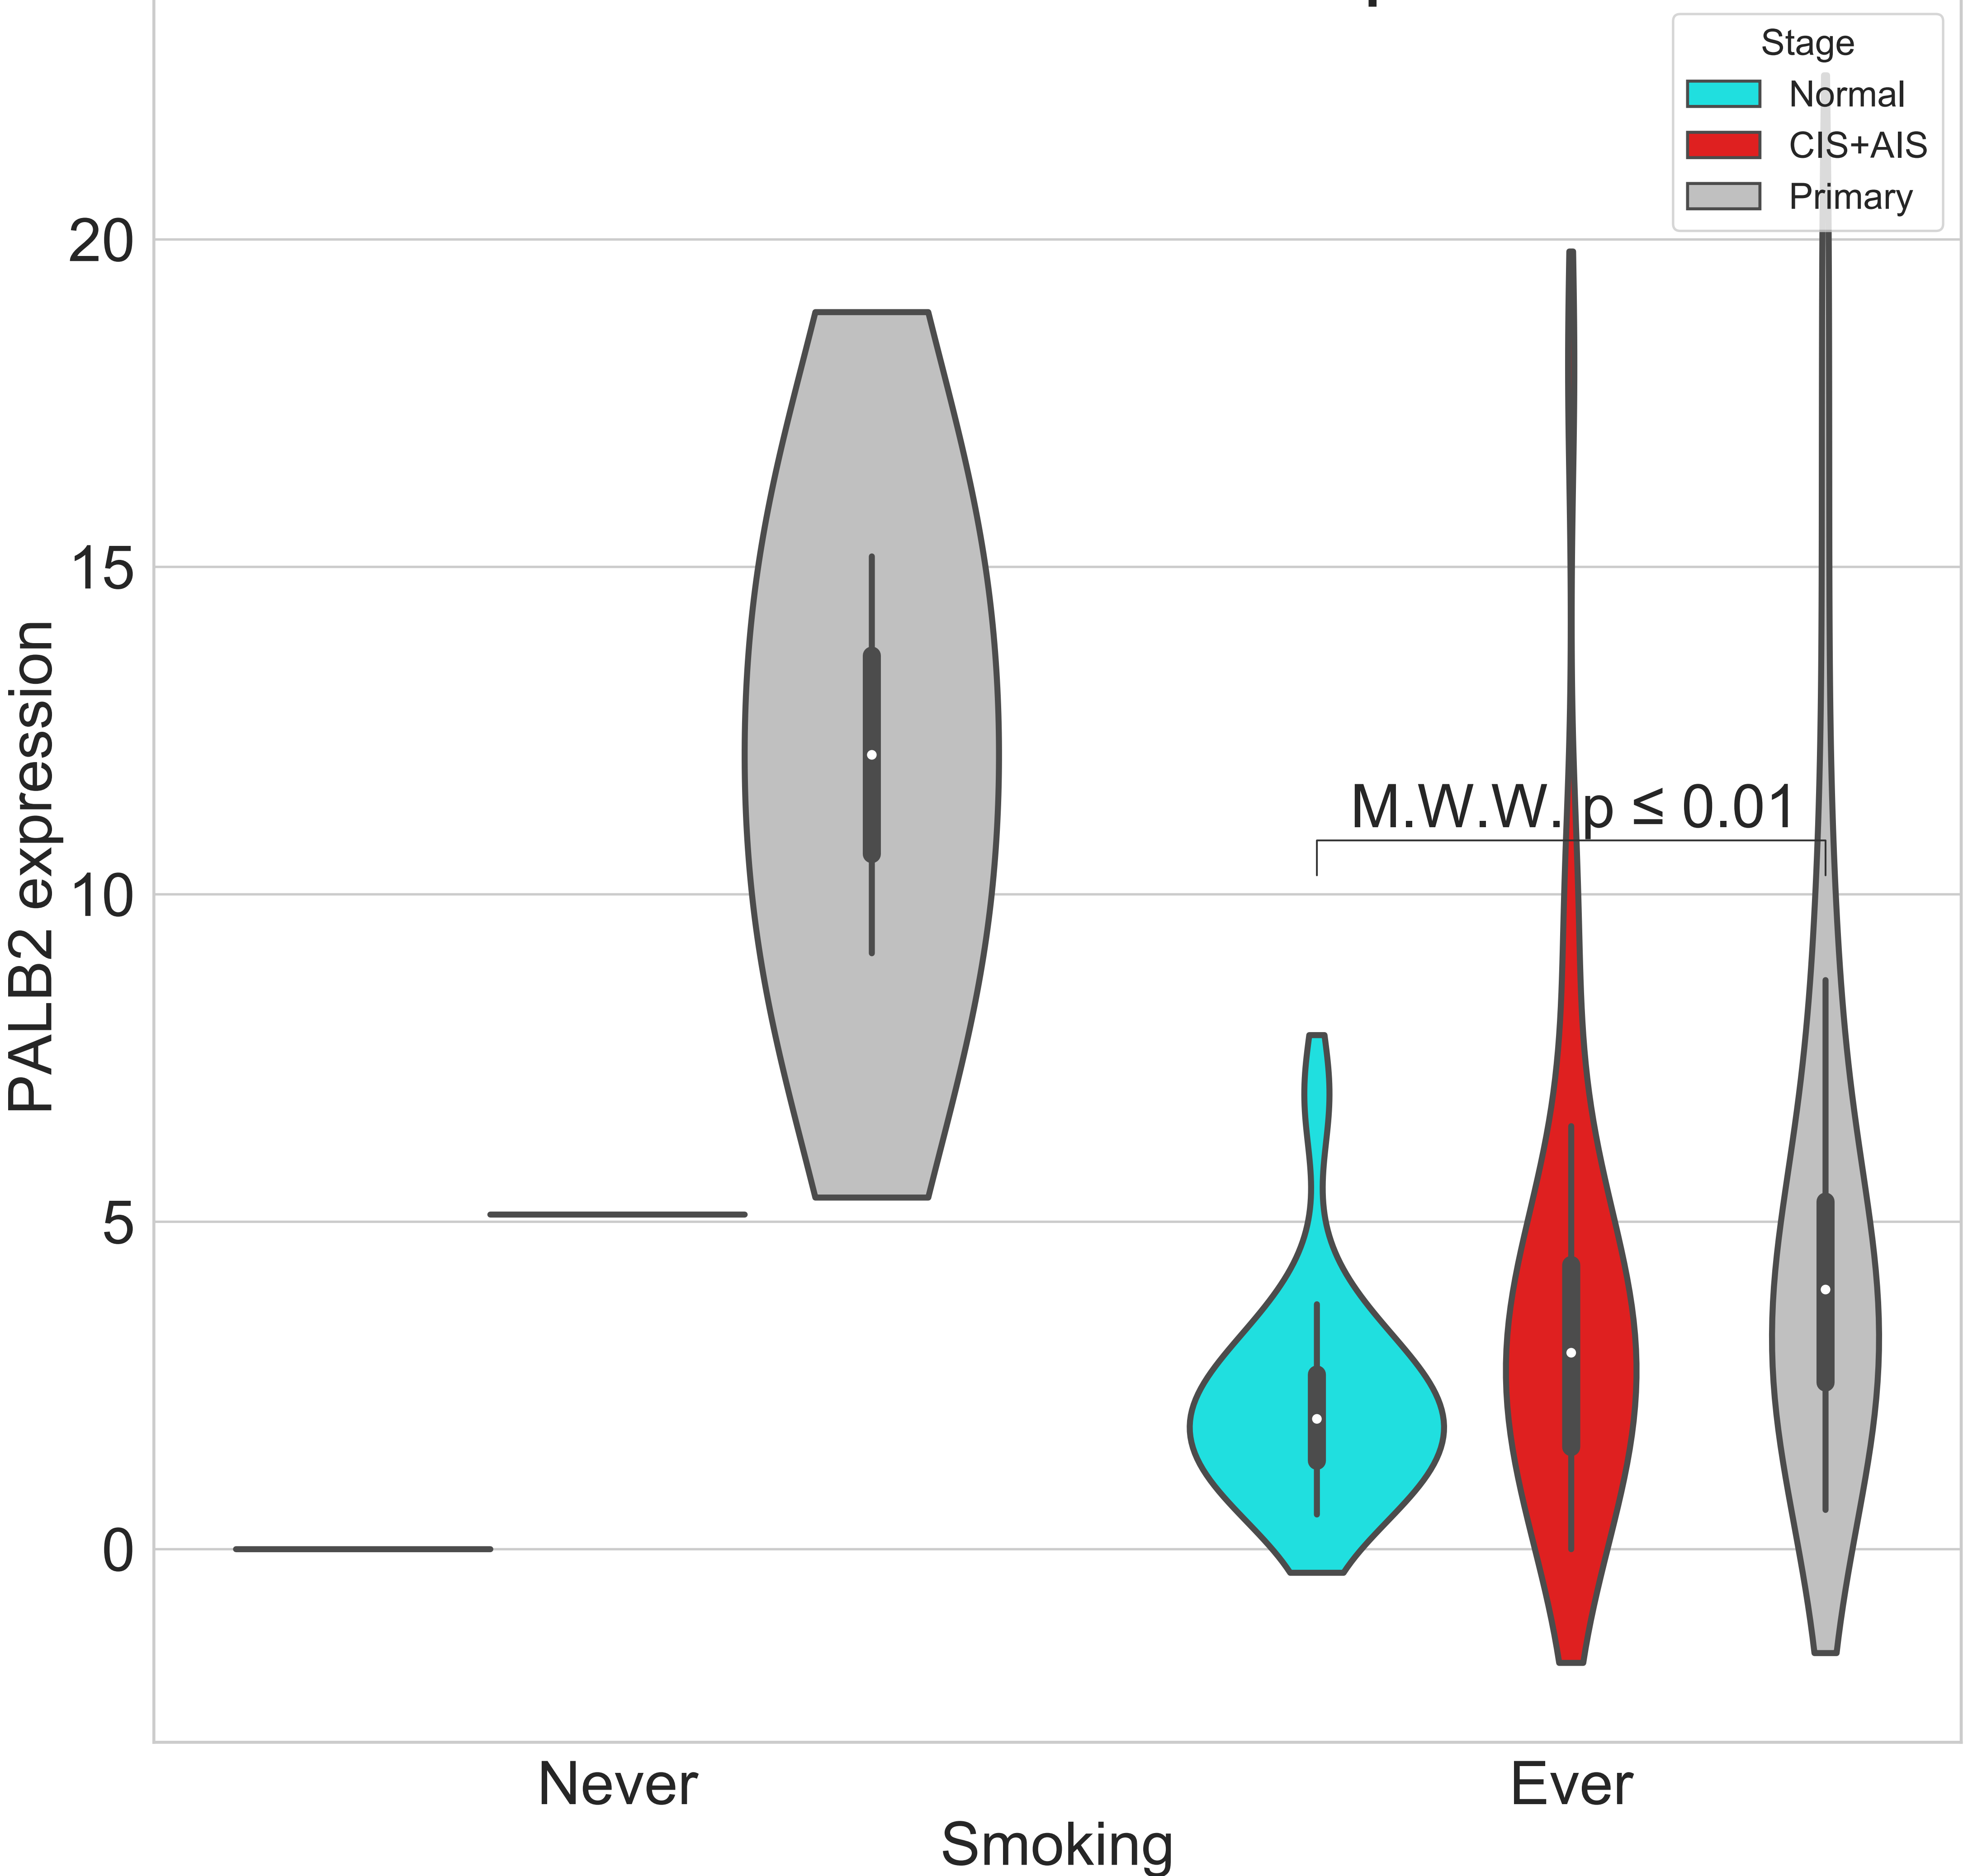 Stage
Normal
CIS+AIS
Primary
20
15
10
5
0
PALB2 expression
M.W.W. p ≤ 0.01
Never
Ever
Smoking